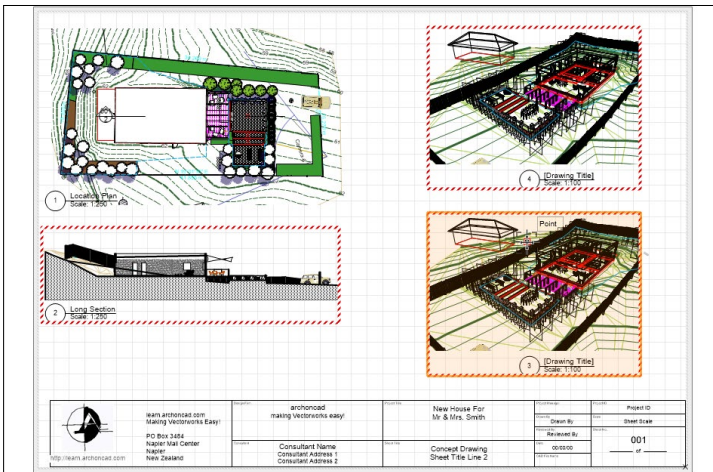 1
Location Plan
Scale: 1:250
4
[Drawing Title]
Scale: 1:100
2
Long Section
Scale: 1:250
Point
3
[Drawing Title]
Scale: 1:100
learn.archoncad.com
Making Vectorworks Easy!
PO Box 3464
Napier Mail Center
Napier
New Zealand
http://learn.archoncad.com
archoncad
making Vectorworks easy!
Consultant Name
Consultant Address 1
Consultant Address 2
New House For
Mr & Mrs. Smith
Concept Drawing
Sheet Title Line 2
Drawn By
Reviewed By
00/00/00
Project ID
Sheet Scale
001
of